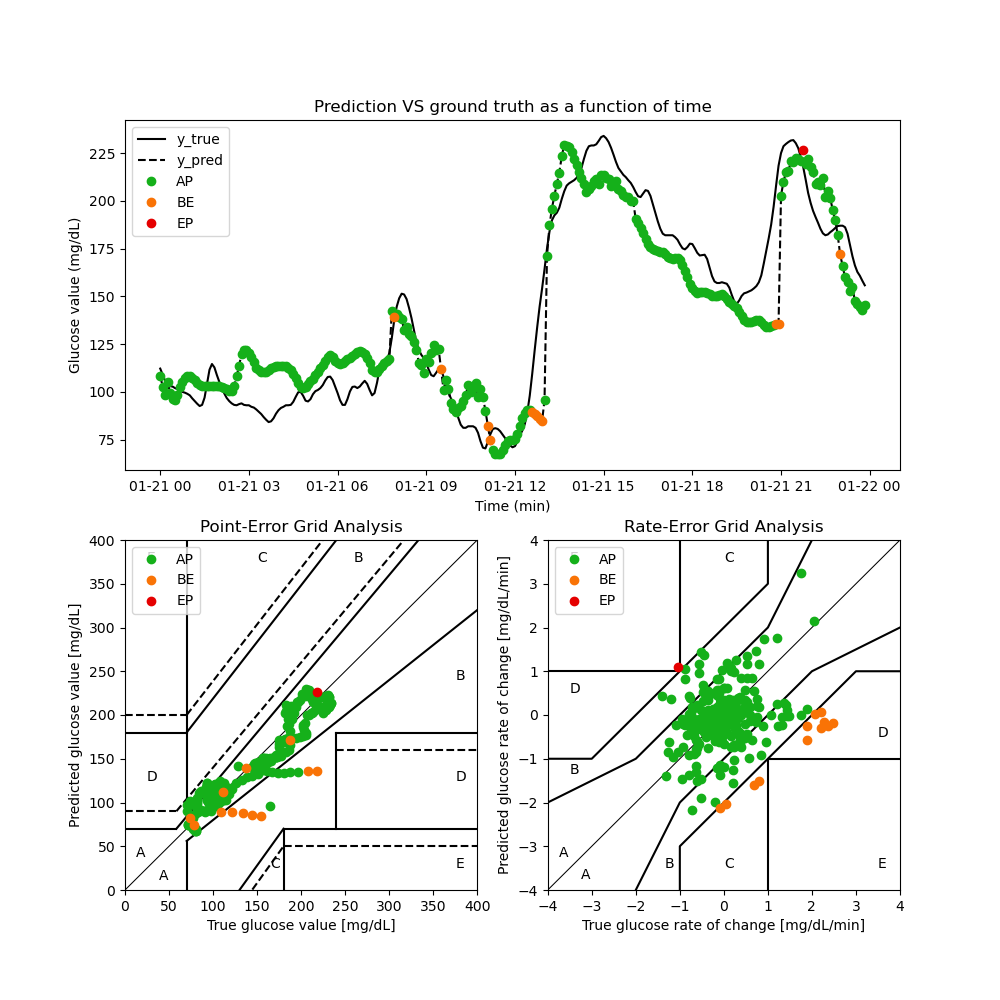 Prediction VS ground truth as a function of time
y_true
y_pred
AP
BE
EP
Glucose value (mg/dL)
225
200
175
150
125
100
75
01-21 00 01-21 03 01-21 06 01-21 09 01-21 12 01-21 15 01-21 18 01-21 21 01-22 00
Time (min)
Point-Error Grid Analysis
AP
BE
EP
C
B
B
D
D
A
A
C
E
Predicted glucose value [mg/dL]
400
350
300
250
200
150
100
50
0
0 50 100 150 200 250 300 350 400
True glucose value [mg/dL]
Rate-Error Grid Analysis
AP
BE
EP
C
D
D
B
A
A
B
C
E
Predicted glucose rate of change [mg/dL/min]
4
3
2
1
0
−1
−2
−3
−4
−4 −3 −2 −1 0 1 2 3 4
True glucose rate of change [mg/dL/min]